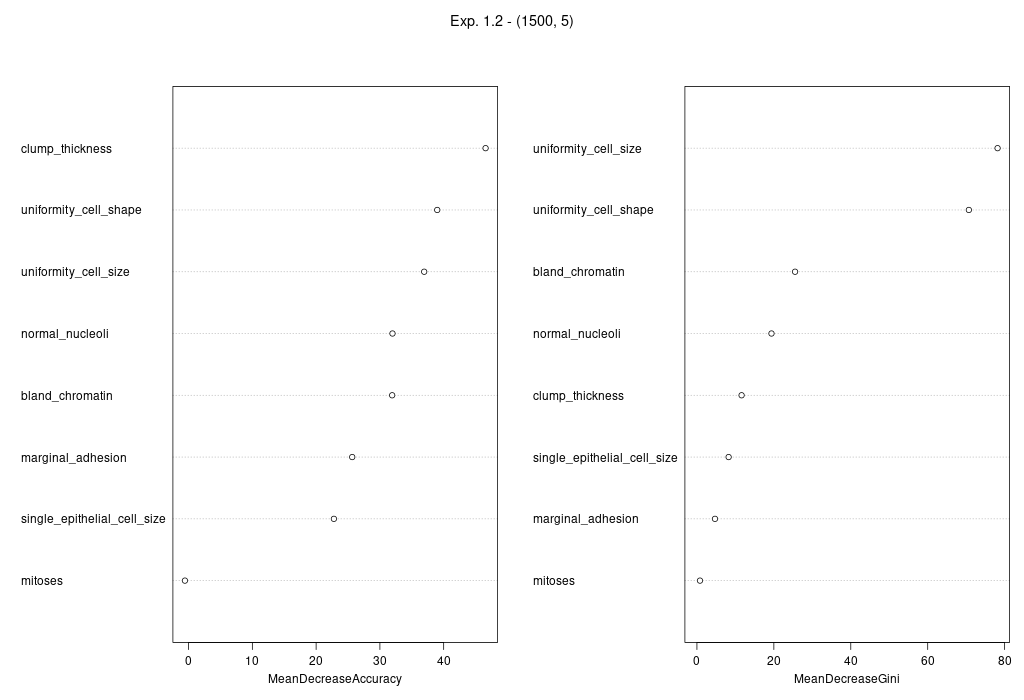 Exp. 1.2 - (1500, 5)
clump_thickness
uniformity_cell_shape
uniformity_cell_size
normal_nucleoli
bland_chromatin
marginal_adhesion
single_epithelial_cell_size
mitoses
0 10 20 30 40
MeanDecreaseAccuracy
uniformity_cell_size
uniformity_cell_shape
bland_chromatin
normal_nucleoli
clump_thickness
single_epithelial_cell_size
marginal_adhesion
mitoses
0 20 40 60 80
MeanDecreaseGini